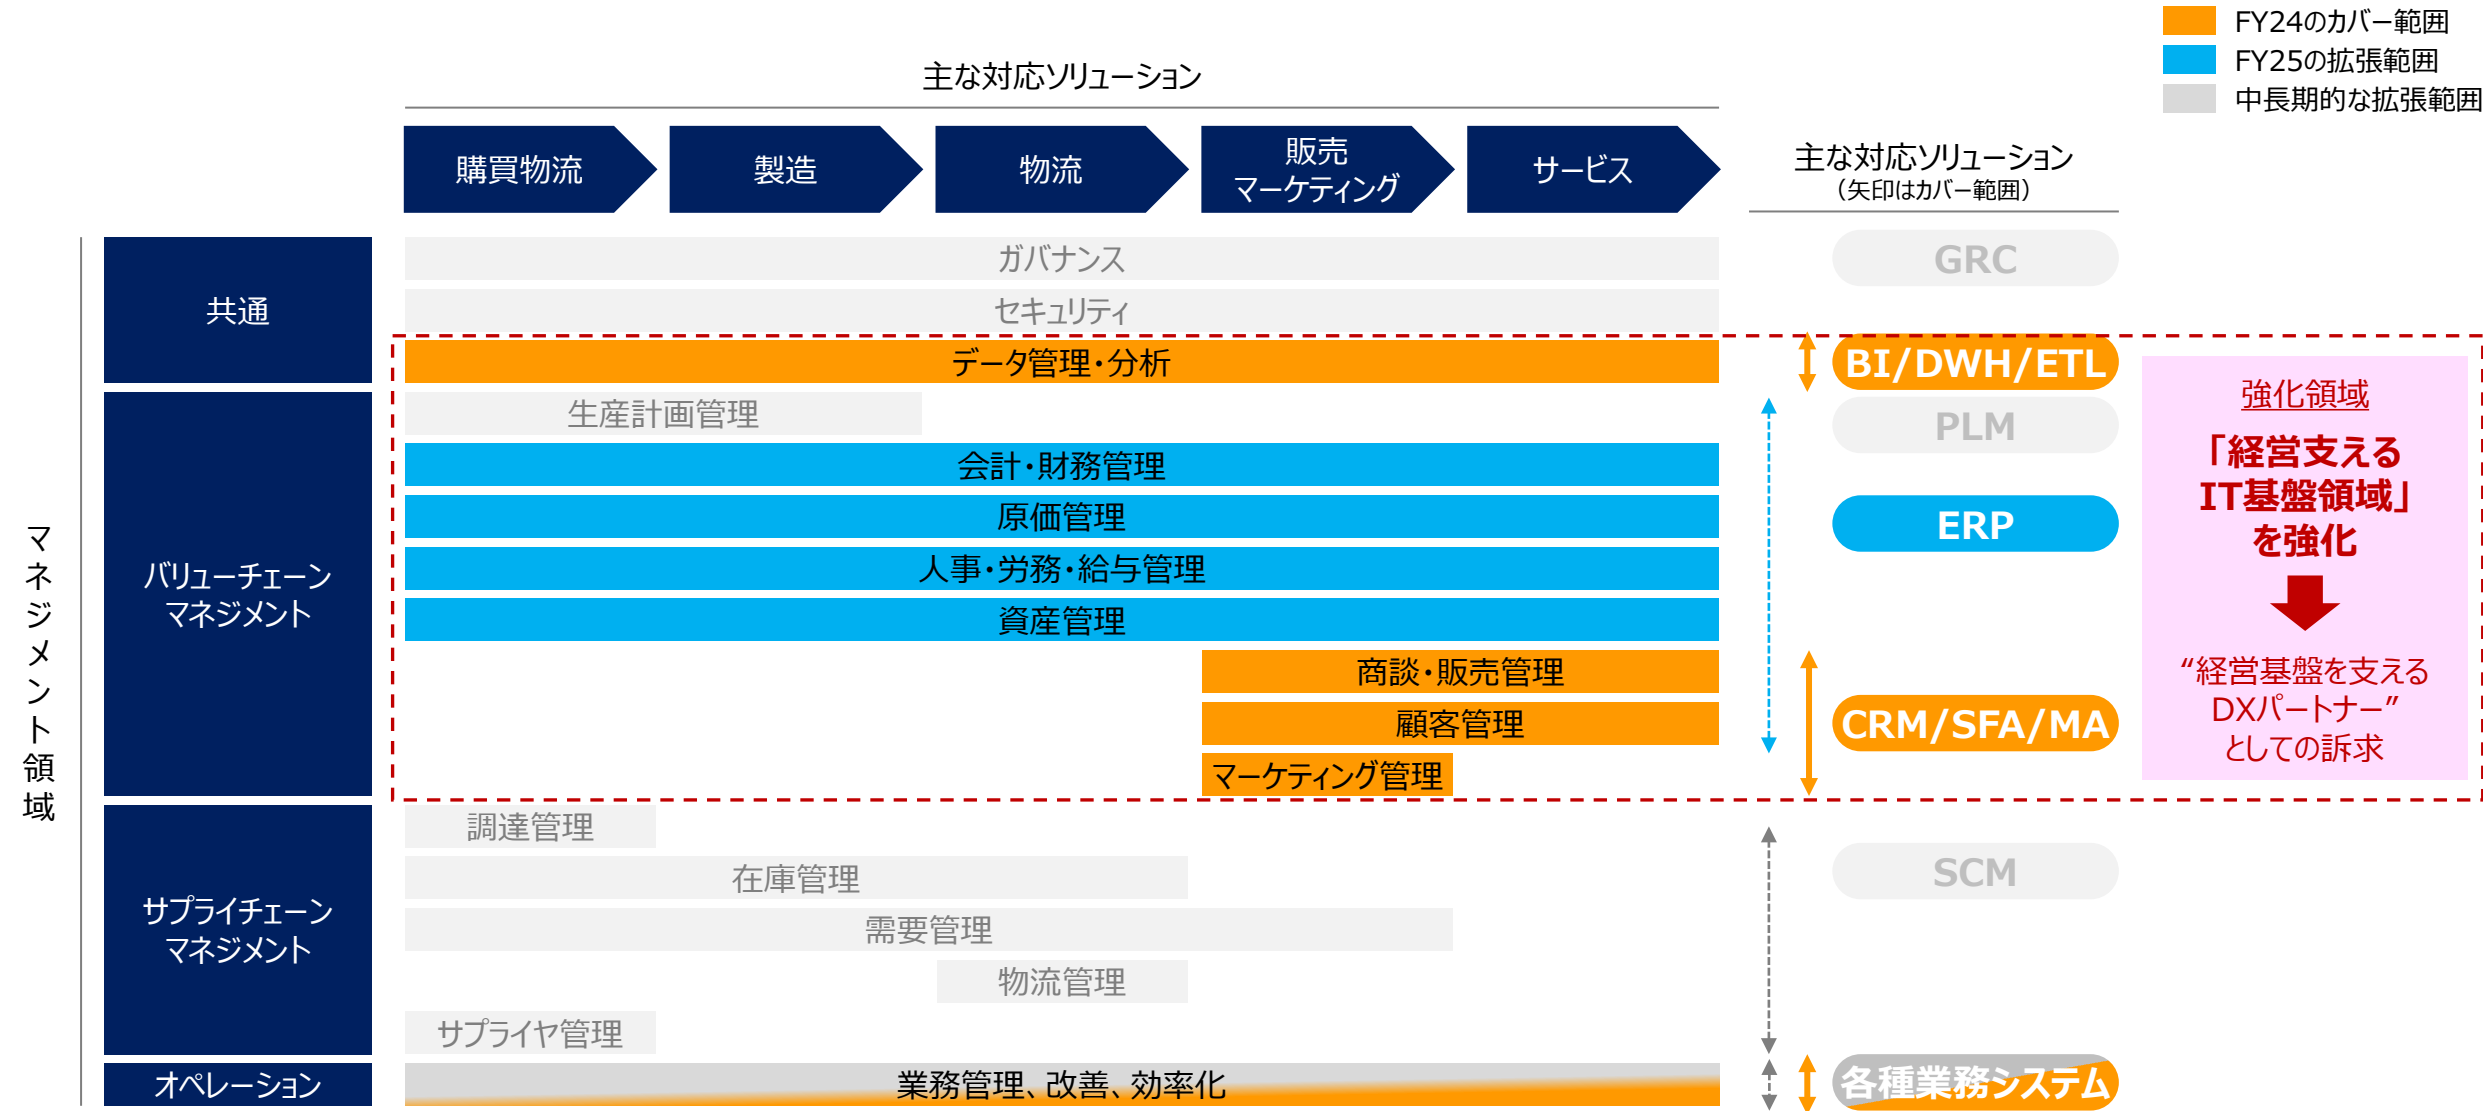 FY24のカバー範囲
FY25の拡張範囲
中長期的な拡張範囲
主な対応ソリューション
購買物流
製造
物流
販売
マーケティング
サービス
主な対応ソリューション
（矢印はカバー範囲）
マネジメント領域
共通
ガバナンス
GRC
セキュリティ
データ管理・分析
BI/DWH/ETL
バリューチェーン
マネジメント
生産計画管理
PLM
会計・財務管理
原価管理
ERP
人事・労務・給与管理
資産管理
商談・販売管理
顧客管理
CRM/SFA/MA
マーケティング管理
強化領域
「経営支える
IT基盤領域」
を強化
“経営基盤を支える
DXパートナー”
としての訴求
サプライチェーン
マネジメント
調達管理
在庫管理
SCM
需要管理
物流管理
サプライヤ管理
オペレーション
業務管理、改善、効率化
各種業務システム